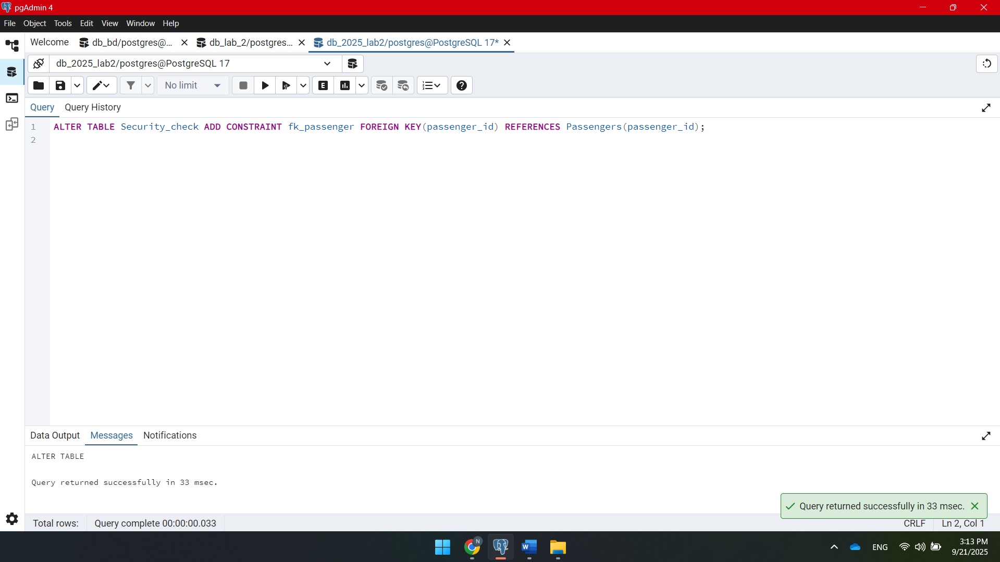 pgAdmin 4
File Object Tools Edit View Window Help
Welcome db_bd/postgres@... db_lab_2/postgres... db_2025_lab2/postgres@PostgreSQL 17*
db_2025_lab2/postgres@PostgreSQL 17
No limit E
Query Query History
1 ALTER TABLE Security_check ADD CONSTRAINT fk_passenger FOREIGN KEY(passenger_id) REFERENCES Passengers(passenger_id);
2
Data Output Messages Notifications
ALTER TABLE
Query returned successfully in 33 msec.
Query returned successfully in 33 msec.
Total rows: Query complete 00:00:00.033 CRLF Ln 2, Col 1
N W ENG 3:13 PM
9/21/2025